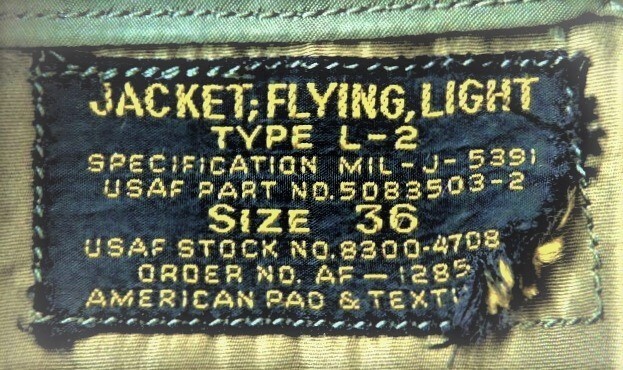 JACKET; FLYING, LIGHT
TYPE L-2
SPECIFICATION MIL-J-5391
USAF PART NO. 5083503-2
SIZE 36
USAF STOCK NO. 8300-4708
ORDER NO. AF-1285
AMERICAN PAD & TEXTI